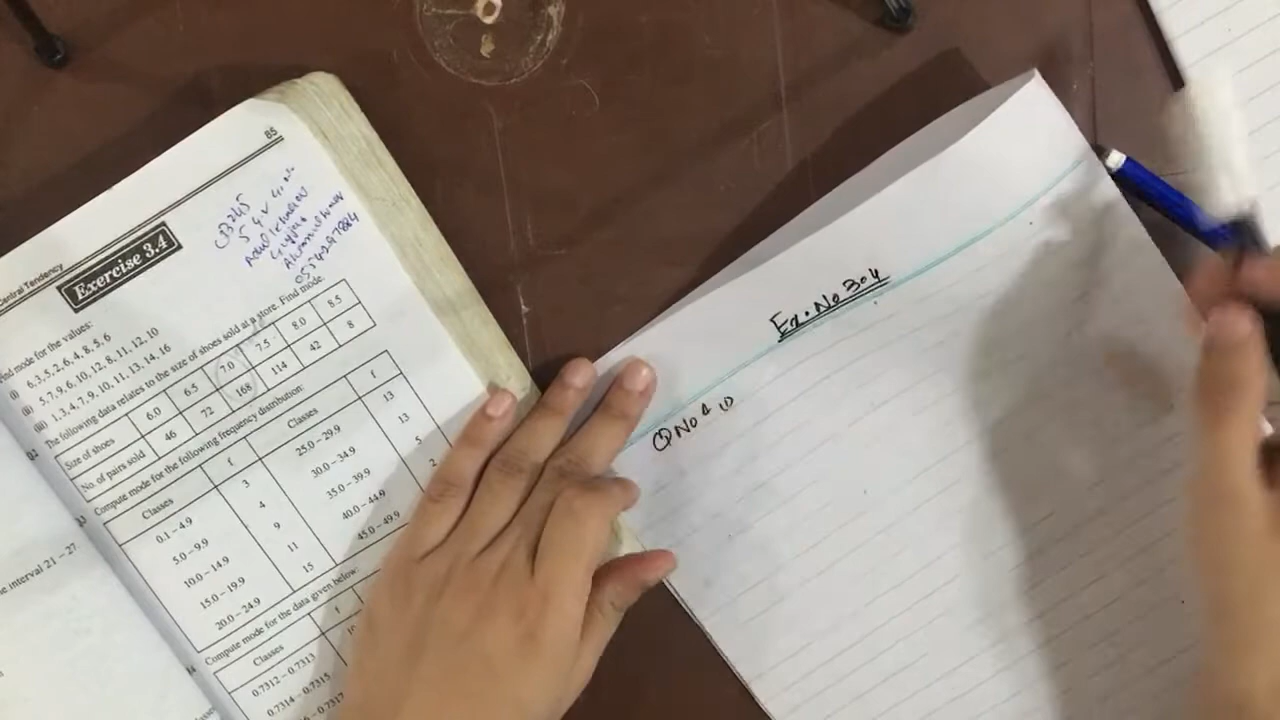 85
Central Tendency
Exercise 3.4
Find mode for the values:
(i) 6, 3, 5, 2, 6, 4, 8, 5, 6
(ii) 5, 7, 9, 6, 10, 12, 8, 11, 12, 10
(iii) 1, 3, 4, 7, 9, 10, 11, 13, 14, 16
The following data relates to the size of shoes sold at a store. Find mode
Size of shoes 6.0 6.5 7.0 7.5 8.0 8.5
No. of pairs sold 46 72 168 114 42 8
Compute mode for the following frequency distribution:
Classes f Classes f
0.1 – 4.9 3 25.0 – 29.9 13
5.0 – 9.9 4 30.0 – 34.9 13
10.0 – 14.9 9 35.0 – 39.9 5
15.0 – 19.9 11 40.0 – 44.9 2
20.0 – 24.9 15 45.0 – 49.9
Compute mode for the data given below:
Classes f
0.7312 – 0.7313
0.7314 – 0.7315
e interval 21 – 27
Ex. No 3.4